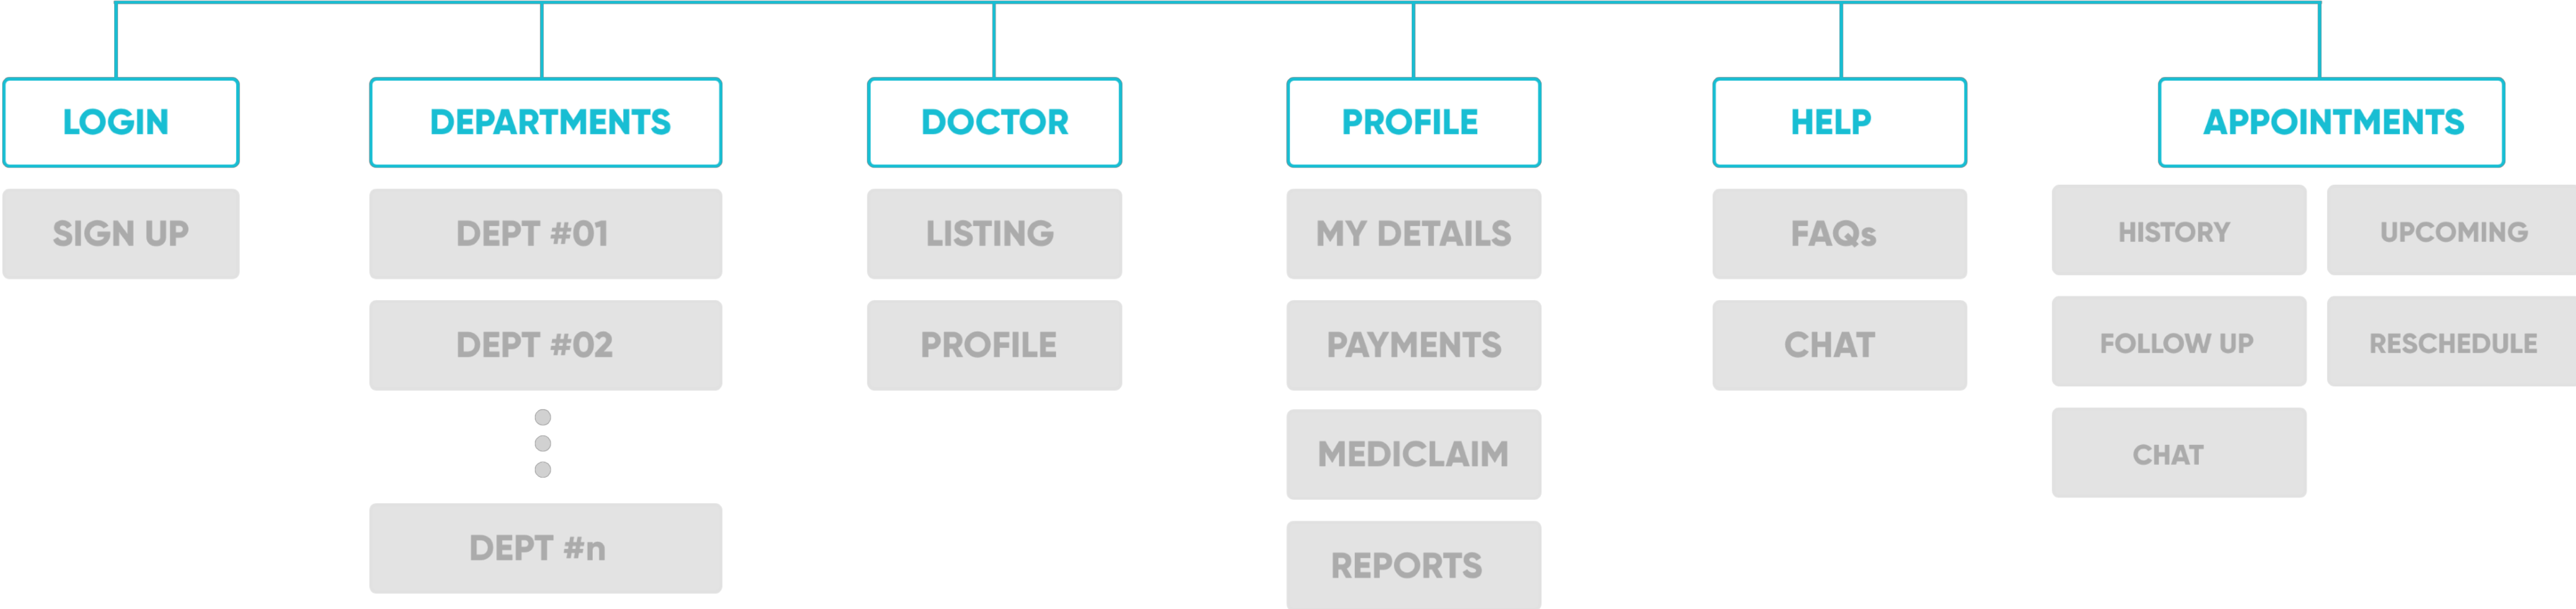 LOGIN
DEPARTMENTS
DOCTOR
PROFILE
HELP
APPOINTMENTS
SIGN UP
DEPT #01
LISTING
MY DETAILS
FAQs
HISTORY
UPCOMING
DEPT #02
PROFILE
PAYMENTS
CHAT
FOLLOW UP
RESCHEDULE
MEDICLAIM
CHAT
DEPT #n
REPORTS